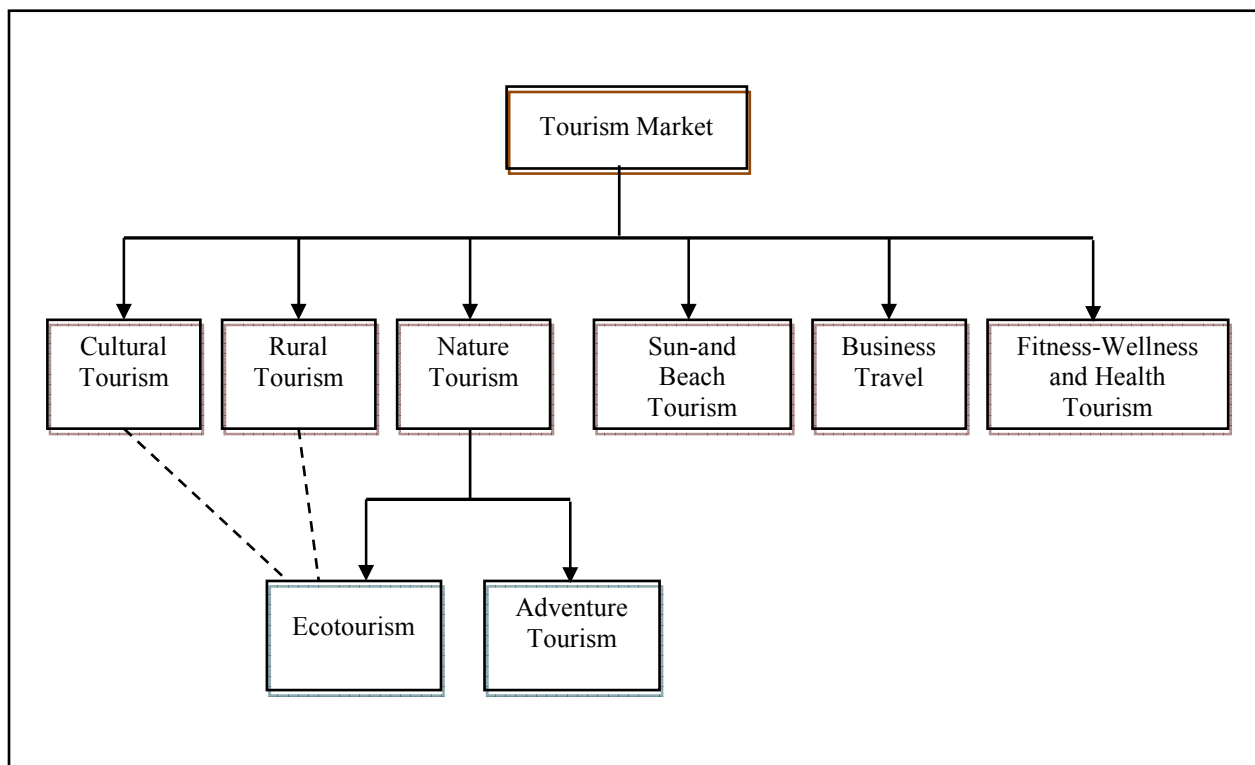 Tourism Market
Cultural
Tourism
Rural
Tourism
Nature
Tourism
Sun-and
Beach
Tourism
Business
Travel
Fitness-Wellness
and Health
Tourism
Ecotourism
Adventure
Tourism